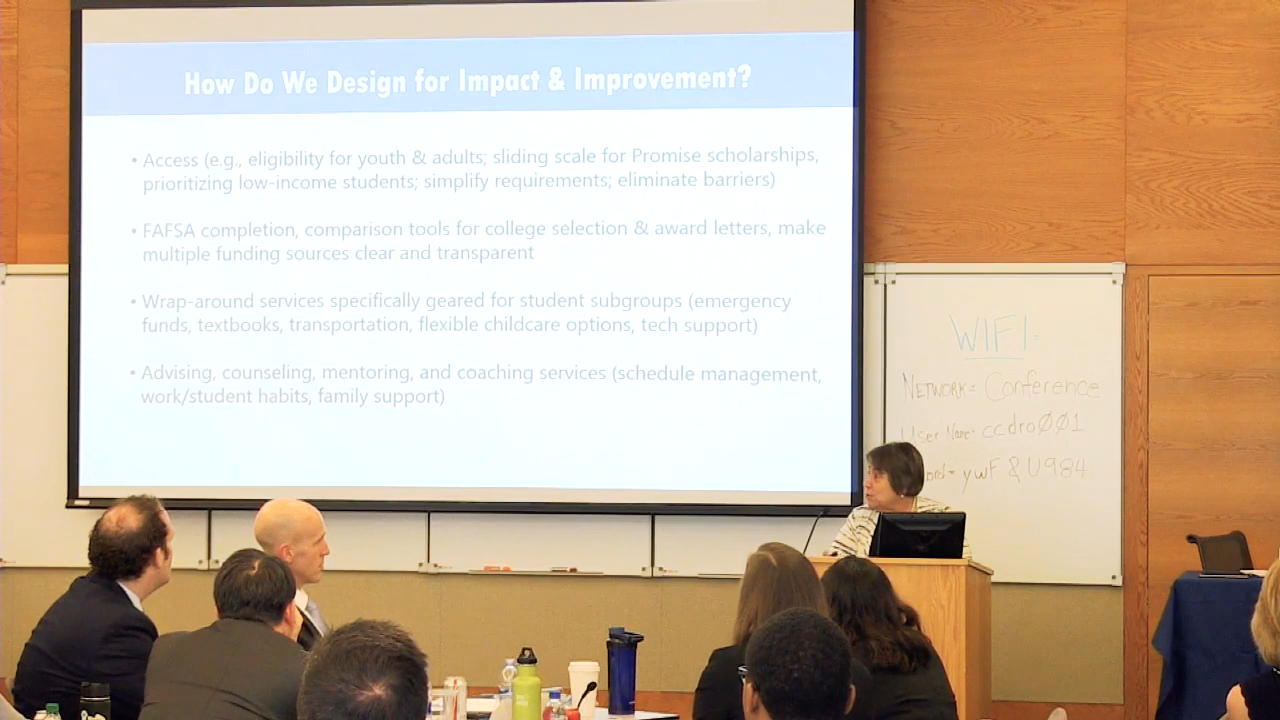 How Do We Design for Impact & Improvement?
• Access (e.g., eligibility for youth & adults; sliding scale for Promise scholarships,
prioritizing low-income students; simplify requirements; eliminate barriers)
• FAFSA completion, comparison tools for college selection & award letters, make
multiple funding sources clear and transparent
• Wrap-around services specifically geared for student subgroups (emergency
funds, textbooks, transportation, flexible childcare options, tech support)
• Advising, counseling, mentoring, and coaching services (schedule management,
work/student habits, family support)
WIFI:
Network= Conference
User Name= ccdro001
ywF & U984